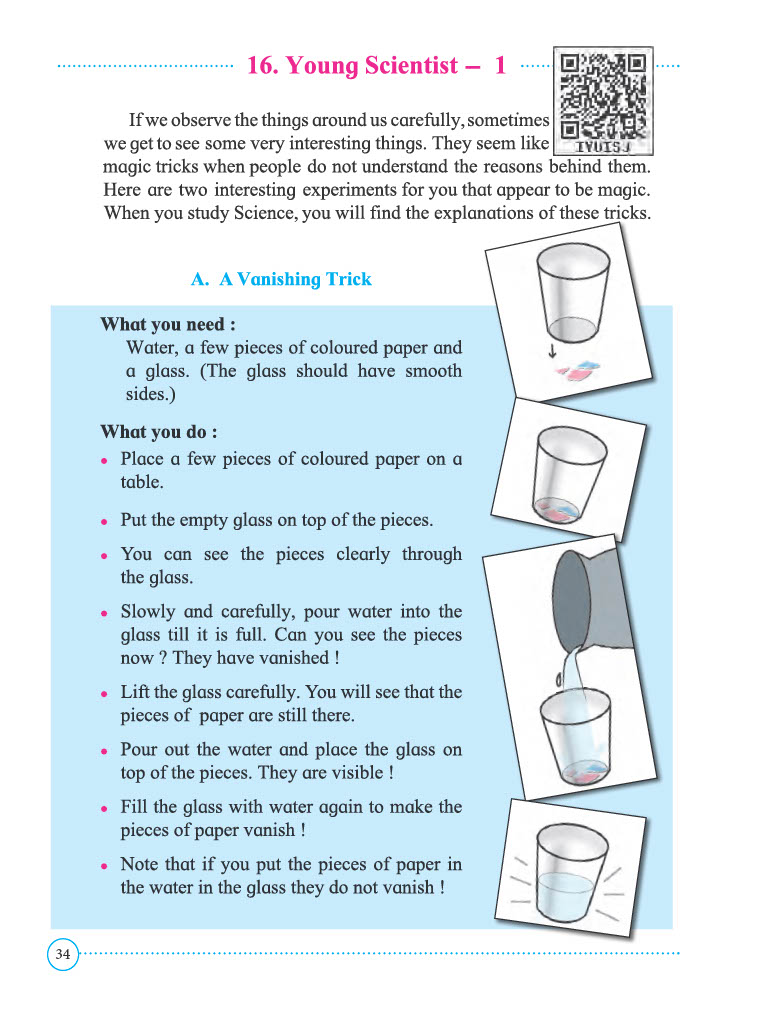 16. Young Scientist – 1
If we observe the things around us carefully, sometimes
we get to see some very interesting things. They seem like
magic tricks when people do not understand the reasons behind them.
Here are two interesting experiments for you that appear to be magic.
When you study Science, you will find the explanations of these tricks.
IYUISJ
A. A Vanishing Trick
What you need :
Water, a few pieces of coloured paper and
a glass. (The glass should have smooth
sides.)
What you do :
• Place a few pieces of coloured paper on a
table.
• Put the empty glass on top of the pieces.
• You can see the pieces clearly through
the glass.
• Slowly and carefully, pour water into the
glass till it is full. Can you see the pieces
now ? They have vanished !
• Lift the glass carefully. You will see that the
pieces of paper are still there.
• Pour out the water and place the glass on
top of the pieces. They are visible !
• Fill the glass with water again to make the
pieces of paper vanish !
• Note that if you put the pieces of paper in
the water in the glass they do not vanish !
34